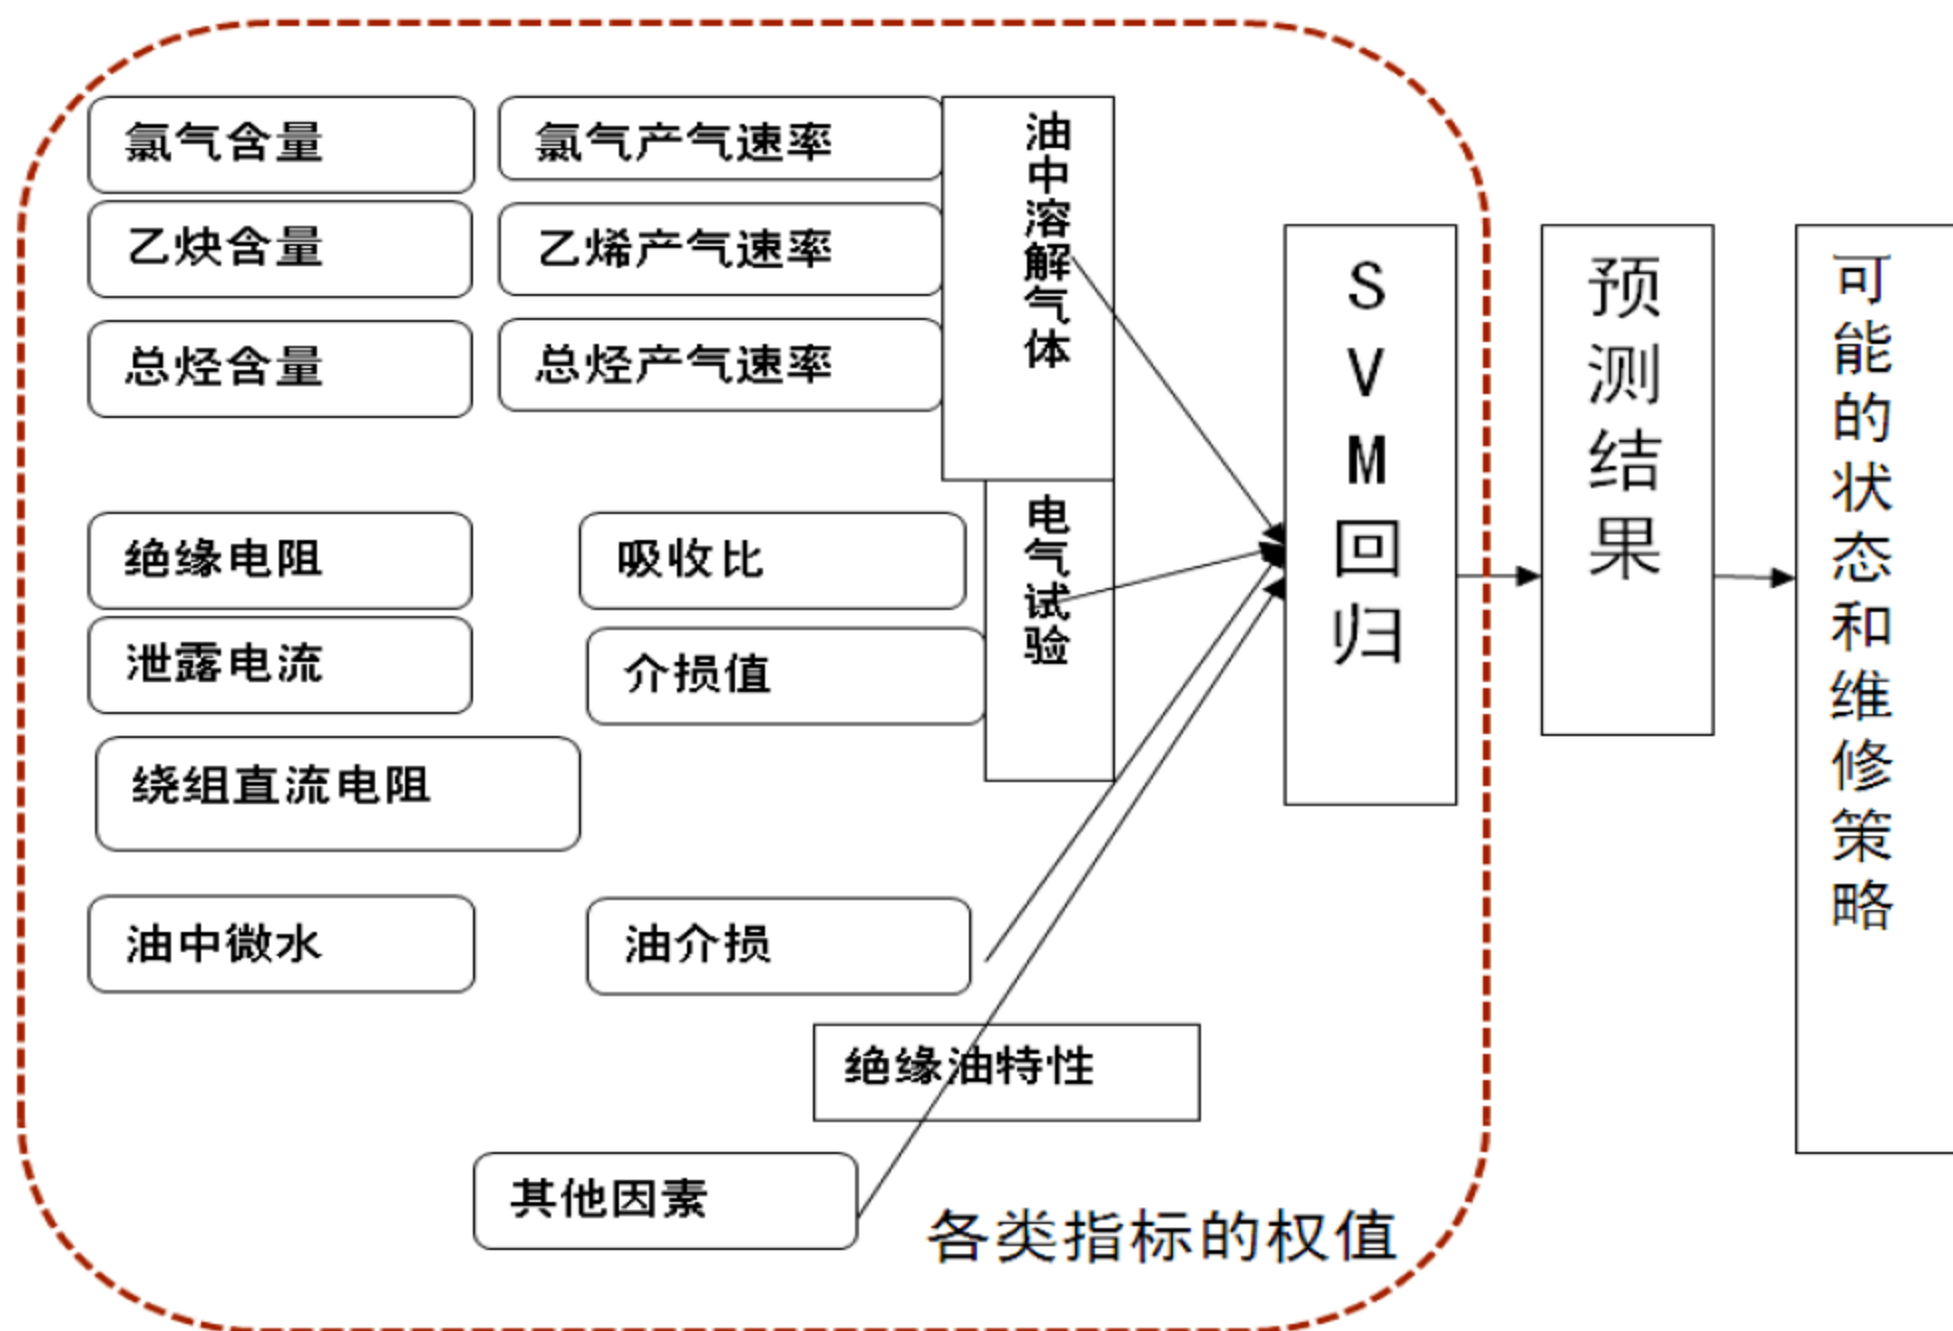 氯气含量
氯气产气速率
乙炔含量
乙烯产气速率
总烃含量
总烃产气速率
油中溶解气体
绝缘电阻
吸收比
泄露电流
介损值
绕组直流电阻
电气试验
油中微水
油介损
绝缘油特性
其他因素
各类指标的权值
SVM回归
预测结果
可能的状态和维修策略